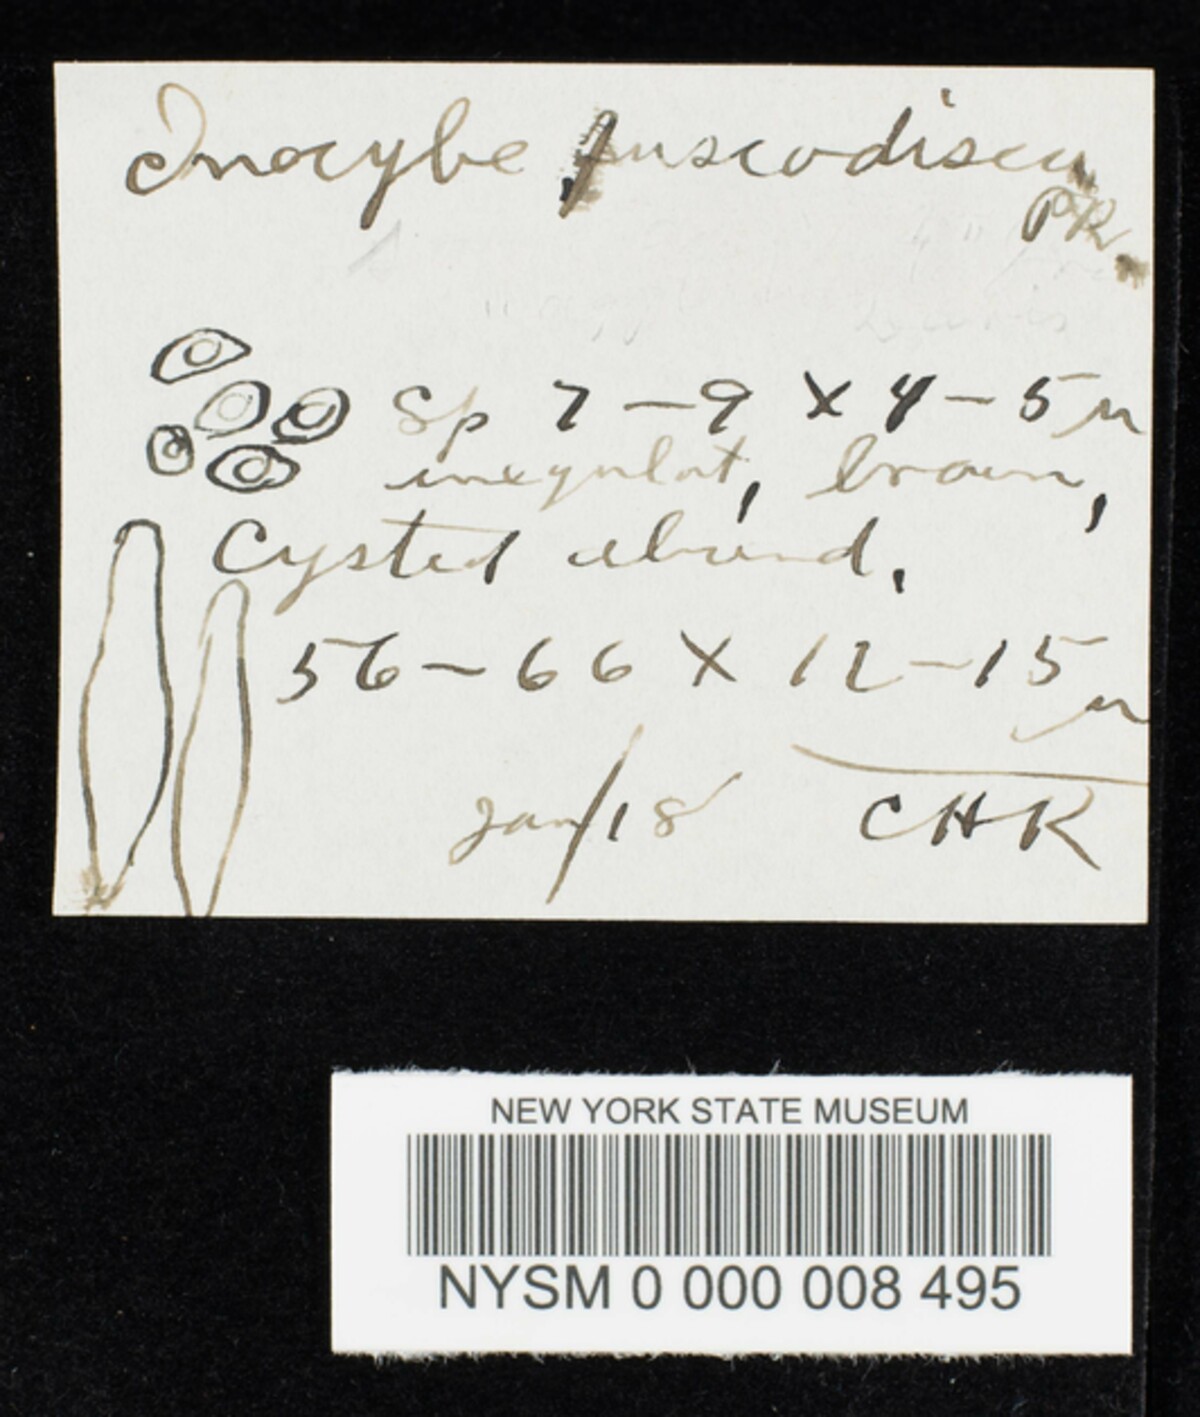 Inocybe fuscodisca
PK
Sp 7–9 X 4–5 µ
irregular, brown,
Cystid abund.
56–66 X 12–15 µ
Jan/18 CHK
NEW YORK STATE MUSEUM
NYSM 0 000 008 495